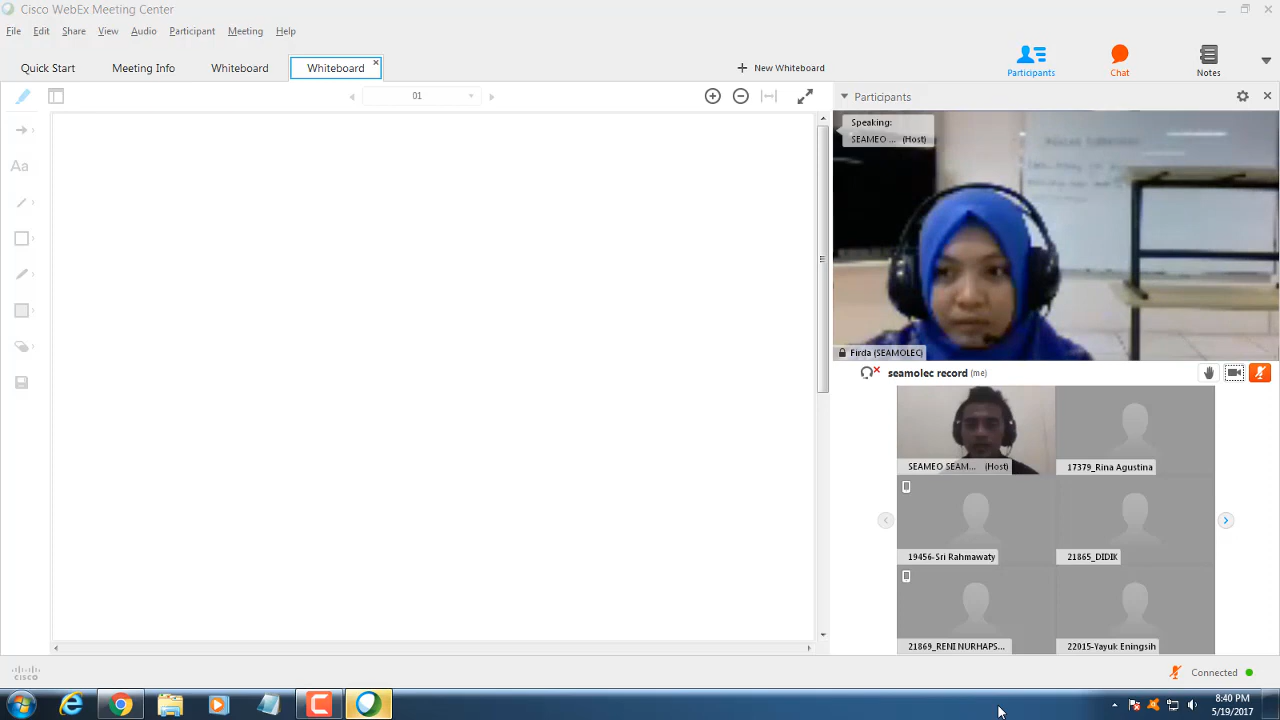 Cisco WebEx Meeting Center
File Edit Share View Audio Participant Meeting Help
Quick Start Meeting Info Whiteboard Whiteboard New Whiteboard Participants Chat Notes
01
Participants
Speaking:
SEAMEO ... (Host)
Aa
Firda (SEAMOLEC)
seamolec record (me)
SEAMEO SEAM... (Host)
17379_Rina Agustina
19456-Sri Rahmawaty
21865_DIDIK
21869_RENI NURHAPS...
22015-Yayuk Eningsih
Connected
8:40 PM
5/19/2017